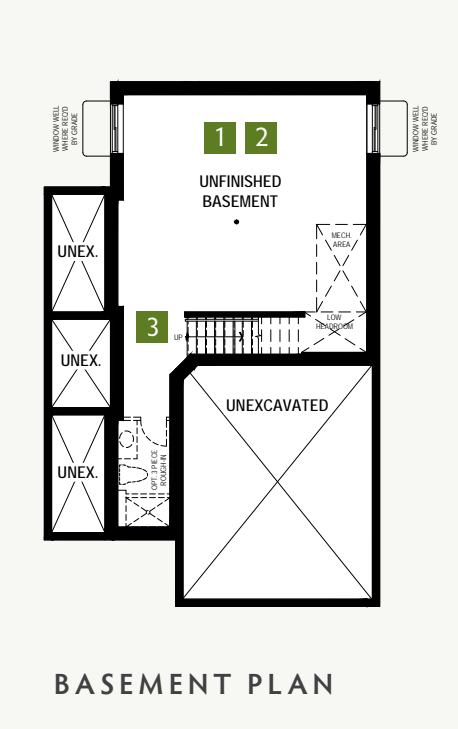 WINDOW WELL
WHERE REQ'D
BY GRADE
WINDOW WELL
WHERE REQ'D
BY GRADE
1 2
UNFINISHED
BASEMENT
MECH.
AREA
UNEX.
LOW
HEADROOM
3
UP
UNEX.
UNEXCAVATED
OPT. 3 PIECE
ROUGH-IN
UNEX.
BASEMENT PLAN